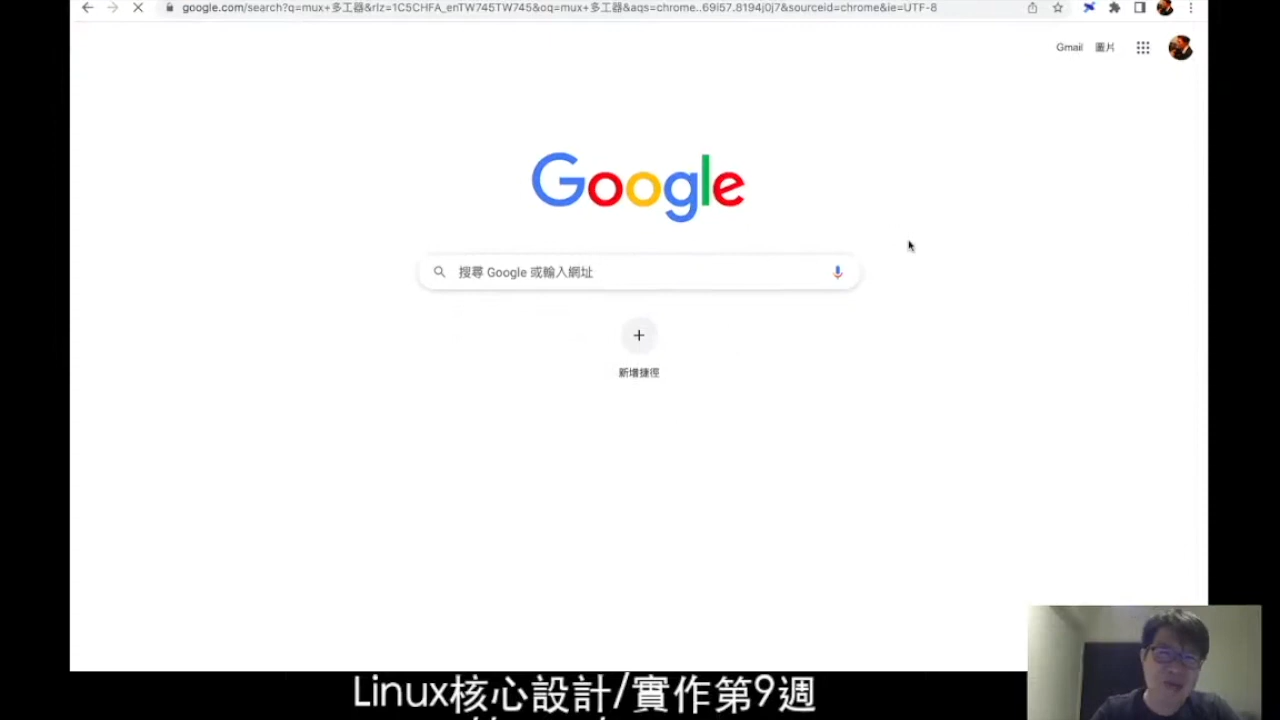 google.com/search?q=mux+多工器&rlz=1C5CHFA_enTW745TW745&oq=mux+多工器&aqs=chrome..69i57.8194j0j7&sourceid=chrome&ie=UTF-8
Gmail 圖片
Google
搜尋 Google 或輸入網址
新增捷徑
Linux核心設計/實作第9週